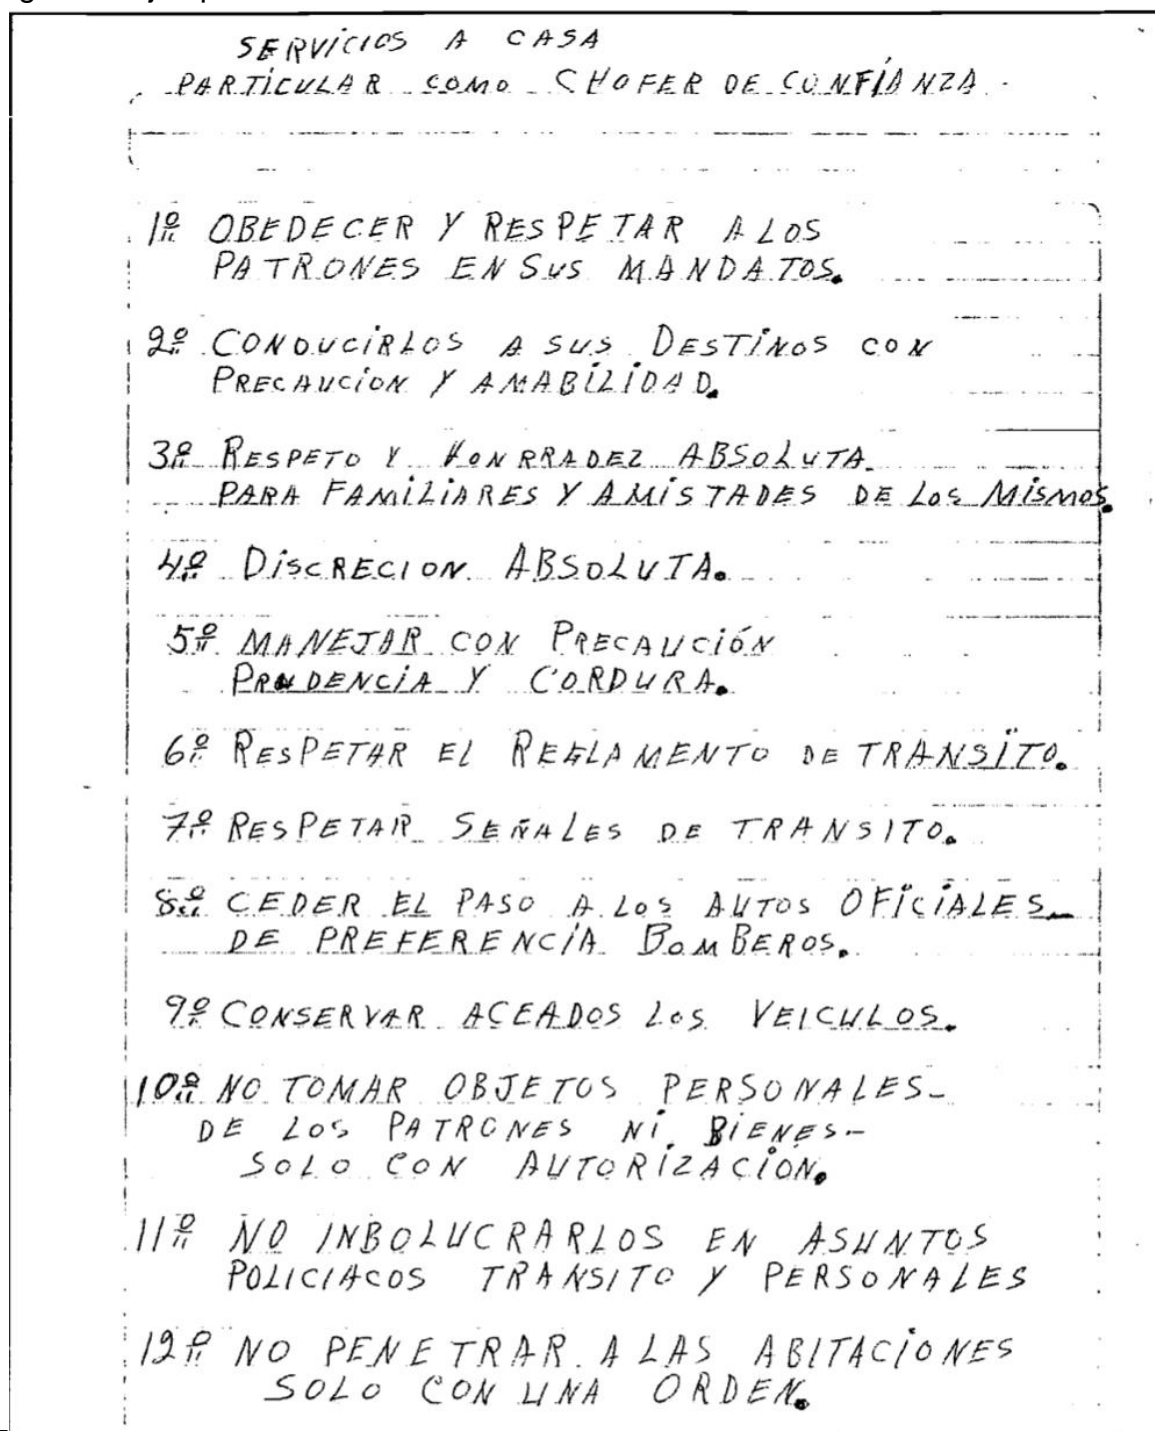 SERVICIOS A CASA
PARTICULAR COMO CHOFER DE CONFIANZA.
1º OBEDECER Y RESPETAR A LOS
PATRONES EN SUS MANDATOS.
2º CONDUCIRLOS A SUS DESTINOS CON
PRECAUCION Y AMABILIDAD.
3º RESPETO Y HONRRADEZ ABSOLUTA.
PARA FAMILIARES Y AMISTADES DE LOS MISMOS.
4º DISCRECION ABSOLUTA.
5º MANEJAR CON PRECAUCIÓN
PRUDENCIA Y CORDURA.
6º RESPETAR EL REGLAMENTO DE TRANSITO.
7º RESPETAR SEÑALES DE TRANSITO.
8º CEDER EL PASO A LOS AUTOS OFICIALES-
DE PREFERENCIA BOMBEROS.
9º CONSERVAR ACEADOS LOS VEICULOS.
10º NO TOMAR OBJETOS PERSONALES-
DE LOS PATRONES NI BIENES-
SOLO CON AUTORIZACION.
11º NO INBOLUCRARLOS EN ASUNTOS
POLICIACOS TRANSITO Y PERSONALES
12º NO PENETRAR A LAS ABITACIONES
SOLO CON UNA ORDEN.